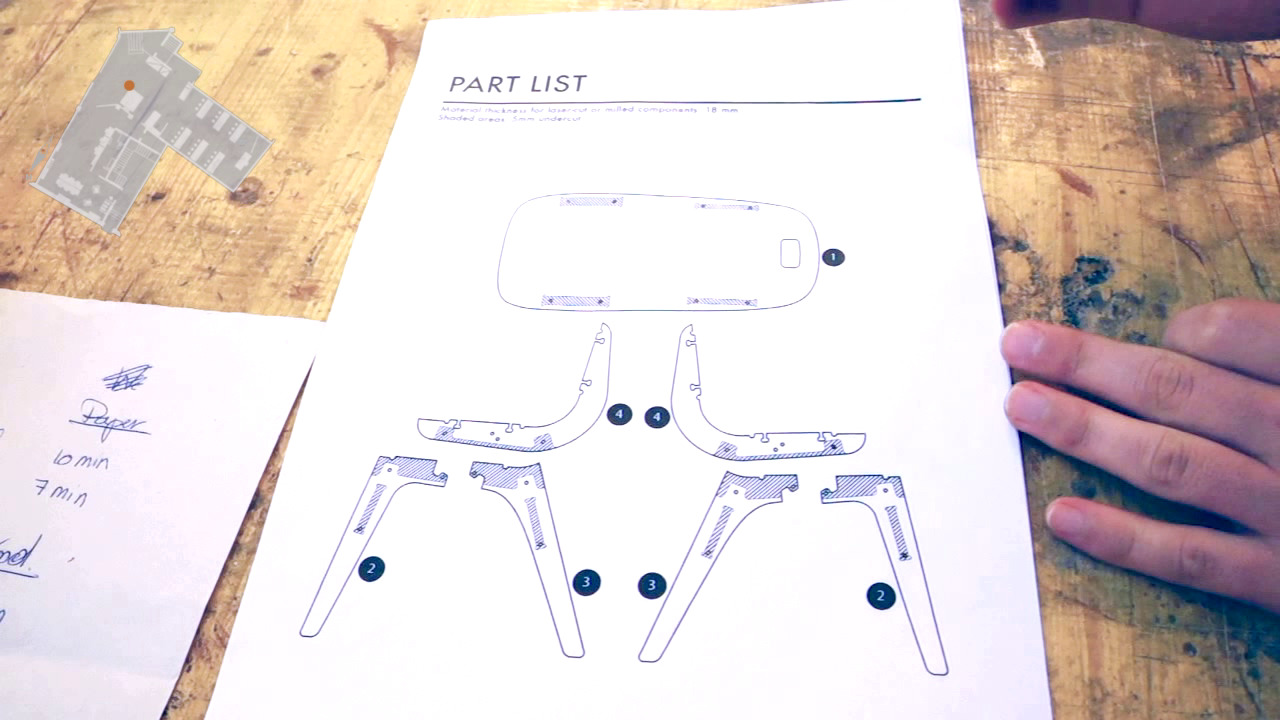 PART LIST
Material thickness for lasercut or milled components: 18 mm
Shaded areas: 5mm undercut
1
4
4
2
3
3
2
Paper
10 min
7 min